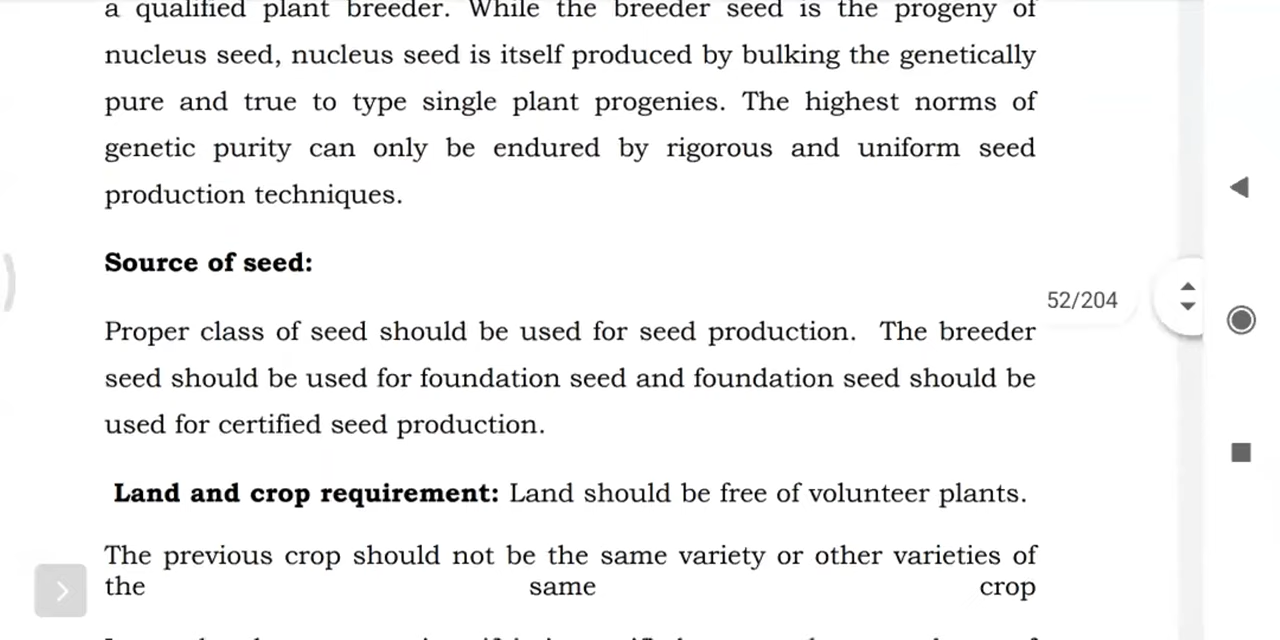 a qualified plant breeder. While the breeder seed is the progeny of
nucleus seed, nucleus seed is itself produced by bulking the genetically
pure and true to type single plant progenies. The highest norms of
genetic purity can only be endured by rigorous and uniform seed
production techniques.
Source of seed:
Proper class of seed should be used for seed production. The breeder
seed should be used for foundation seed and foundation seed should be
used for certified seed production.
52/204
Land and crop requirement: Land should be free of volunteer plants.
The previous crop should not be the same variety or other varieties of
the same crop